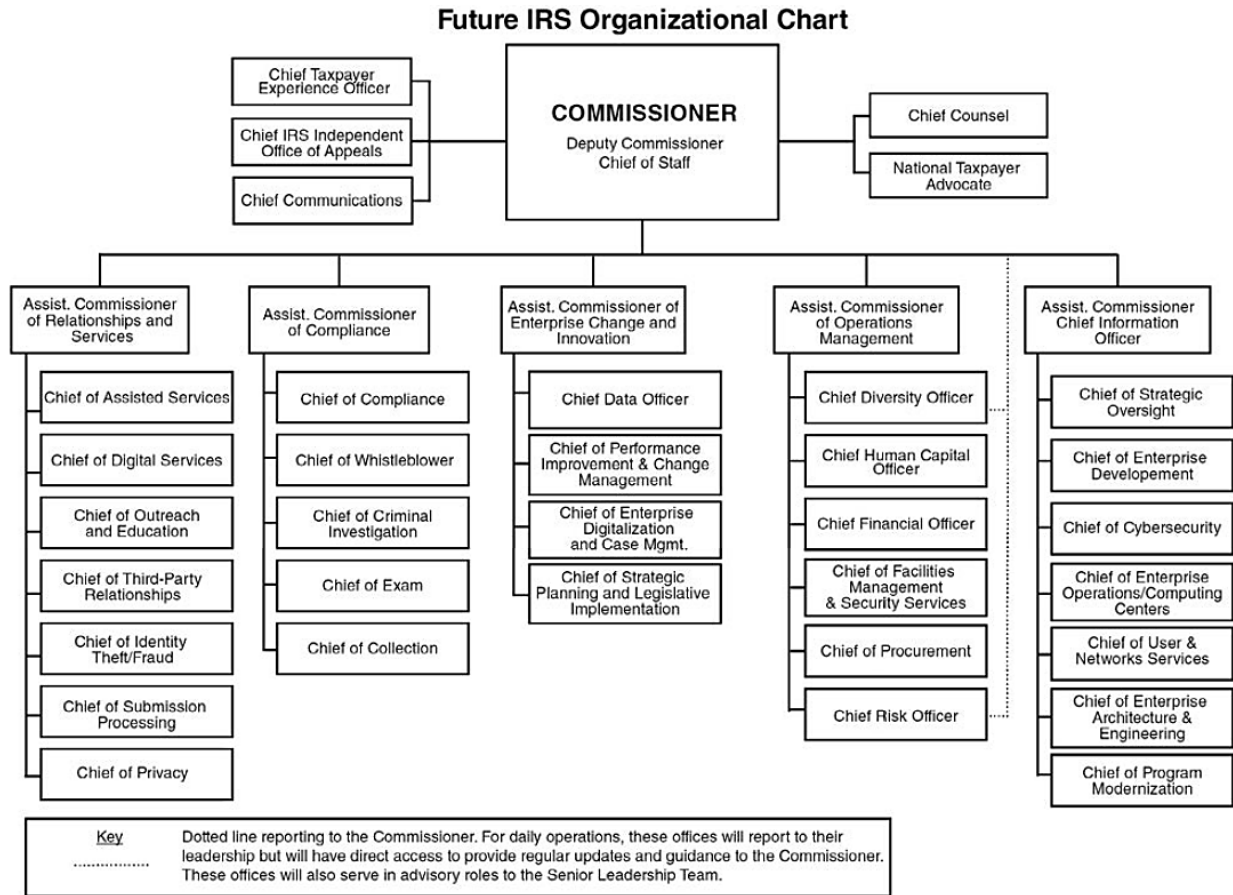 Future IRS Organizational Chart
Chief Taxpayer
Experience Officer
Chief IRS Independent
Office of Appeals
Chief Communications
COMMISSIONER
Deputy Commissioner
Chief of Staff
Chief Counsel
National Taxpayer
Advocate
Assist. Commissioner
of Relationships and
Services
Chief of Assisted Services
Chief of Digital Services
Chief of Outreach
and Education
Chief of Third-Party
Relationships
Chief of Identity
Theft/Fraud
Chief of Submission
Processing
Chief of Privacy
Assist. Commissioner
of Compliance
Chief of Compliance
Chief of Whistleblower
Chief of Criminal
Investigation
Chief of Exam
Chief of Collection
Assist. Commissioner of
Enterprise Change and
Innovation
Chief Data Officer
Chief of Performance
Improvement & Change
Management
Chief of Enterprise
Digitalization
and Case Mgmt.
Chief of Strategic
Planning and Legislative
Implementation
Assist. Commissioner
of Operations
Management
Chief Diversity Officer
Chief Human Capital
Officer
Chief Financial Officer
Chief of Facilities
Management
& Security Services
Chief of Procurement
Chief Risk Officer
Assist. Commissioner
Chief Information
Officer
Chief of Strategic
Oversight
Chief of Enterprise
Developement
Chief of Cybersecurity
Chief of Enterprise
Operations/Computing
Centers
Chief of User &
Networks Services
Chief of Enterprise
Architecture &
Engineering
Chief of Program
Modernization
Key
Dotted line reporting to the Commissioner. For daily operations, these offices will report to their
leadership but will have direct access to provide regular updates and guidance to the Commissioner.
These offices will also serve in advisory roles to the Senior Leadership Team.